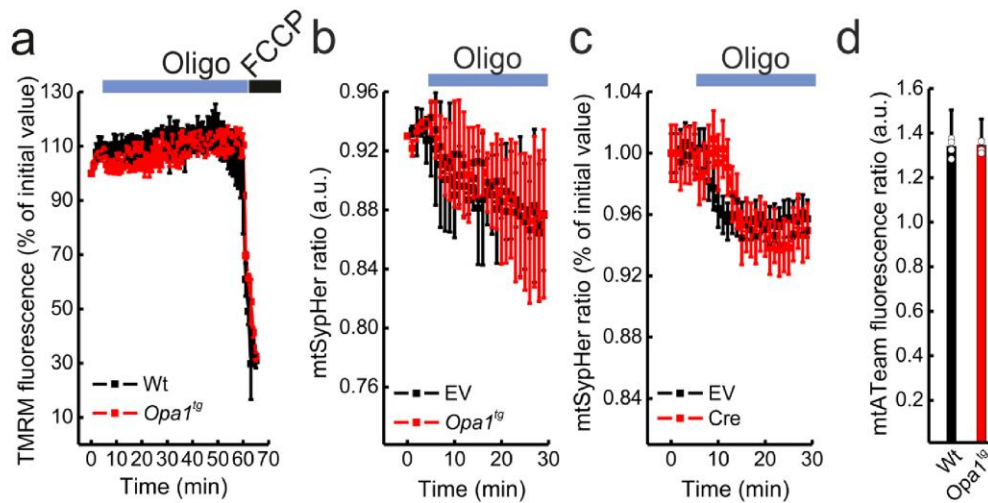 a
Oligo
FCCP
TMRM fluorescence (% of initial value)
130
110
90
70
50
30
10
Wt
Opa1tg
0 10 20 30 40 50 60 70
Time (min)
b
Oligo
mtSypHer ratio (a.u.)
0.96
0.92
0.88
0.84
0.80
0.76
EV
Opa1tg
0 10 20 30
Time (min)
c
Oligo
mtSypHer ratio (% of initial value)
1.00
0.96
0.92
0.88
0.84
EV
Cre
0 10 20 30
Time (min)
d
mtATeam fluorescence ratio (a.u.)
1.6
1.4
1.2
1.0
0.8
0.6
0.4
0.2
Wt
Opa1tg